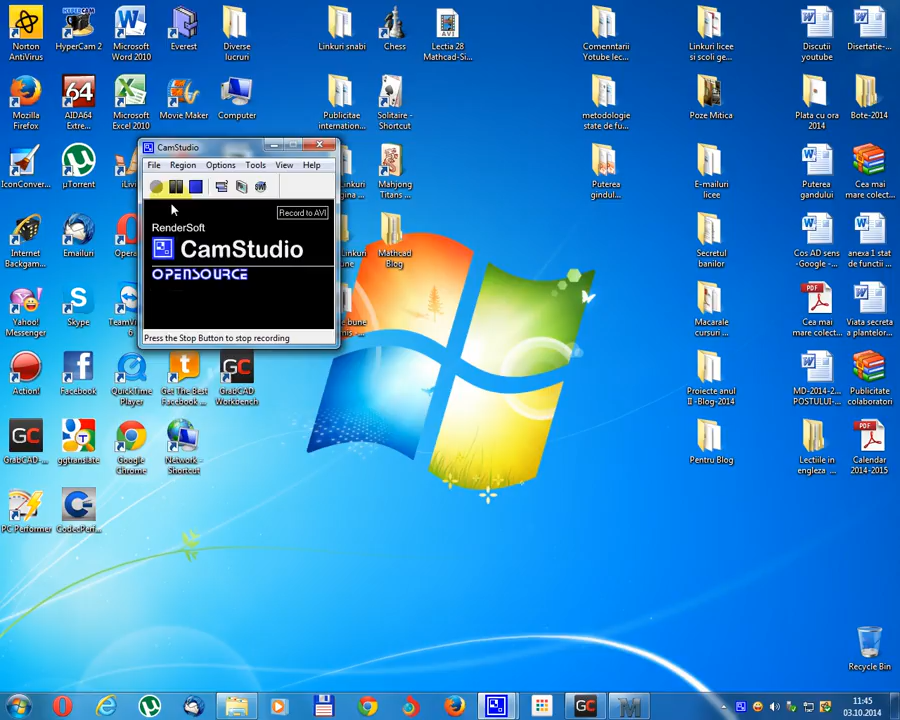 Norton
AntiVirus
HyperCam 2
Microsoft
Word 2010
Everest
Diverse
lucruri
Linkuri snabi
Chess
Lectia 28
Mathcad-Si...
Comenntarii
Yotube lec...
Linkuri licee
si scoli ge...
Discutii
youtube
Disertatie-...
Mozilla
Firefox
AIDA64
Extre...
Microsoft
Excel 2010
Movie Maker
Computer
Publicitate
internation...
Solitaire -
Shortcut
metodologie
state de fu...
Poze Mitica
Plata cu ora
2014
Bote-2014
CamStudio
File Region Options Tools View Help
Record to AVI
RenderSoft
CamStudio
OPENSOURCE
Press the Stop Button to stop recording
IconConver...
µTorrent
Mahjong
Titans ...
Puterea
gindul...
E-mailuri
licee
Puterea
gandului
Cea mai
mare colect...
Internet
Backgam...
Emailuri
Mathcad
Blog
Secretul
banilor
Cos AD sens
-Google -...
anexa 1 stat
de functii ...
Yahoo!
Messenger
Skype
Macarale
cursuri ...
Cea mai
mare colect...
Viata secreta
a plantelor...
Action!
Facebook
QuickTime
Player
Get The Best
Facebook ...
GrabCAD
Workbench
Proiecte anul
II -Blog-2014
MD-2014-2...
POSTULUI-...
Publicitate
colaboratori
GrabCAD-...
ggtranslate
Google
Chrome
Network -
Shortcut
Pentru Blog
Lectiile in
engleza ...
Calendar
2014-2015
PC Performer
CodecPerf...
Recycle Bin
11:45
03.10.2014